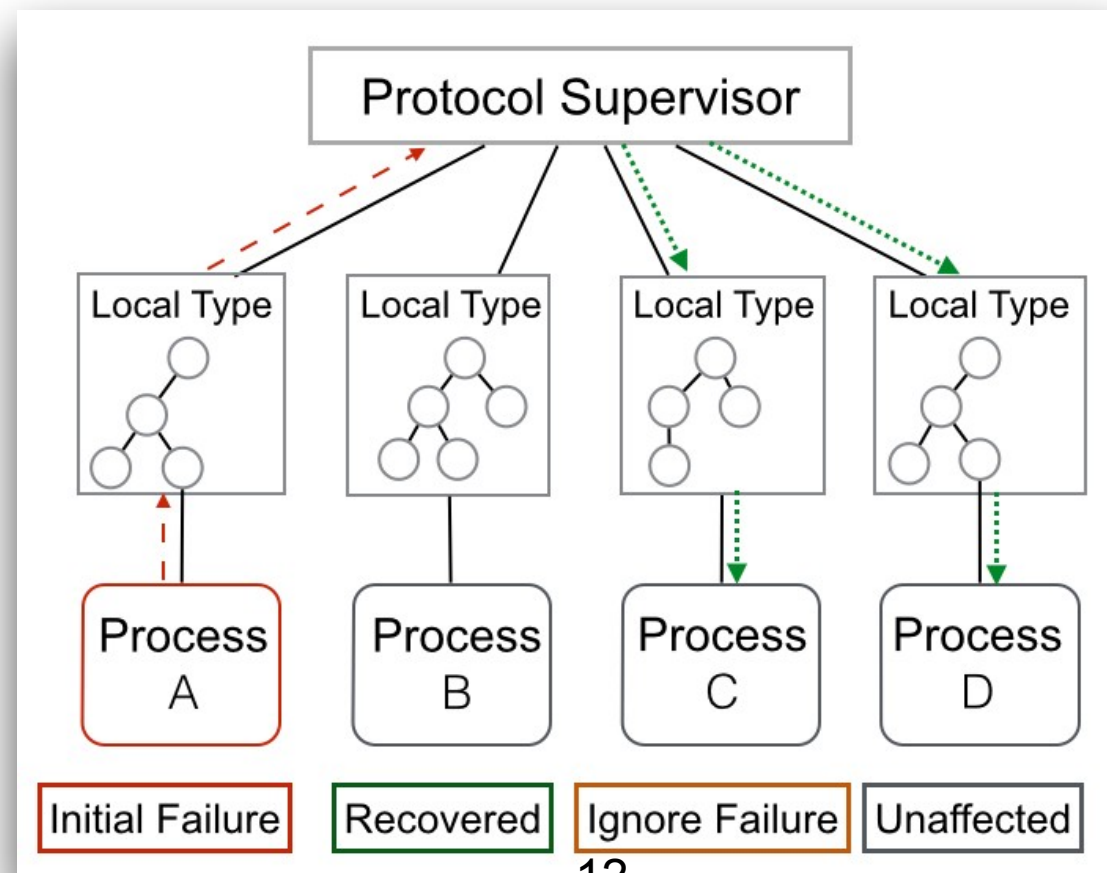 Protocol Supervisor
Local Type
Local Type
Local Type
Local Type
Process
A
Process
B
Process
C
Process
D
Initial Failure
Recovered
Ignore Failure
Unaffected